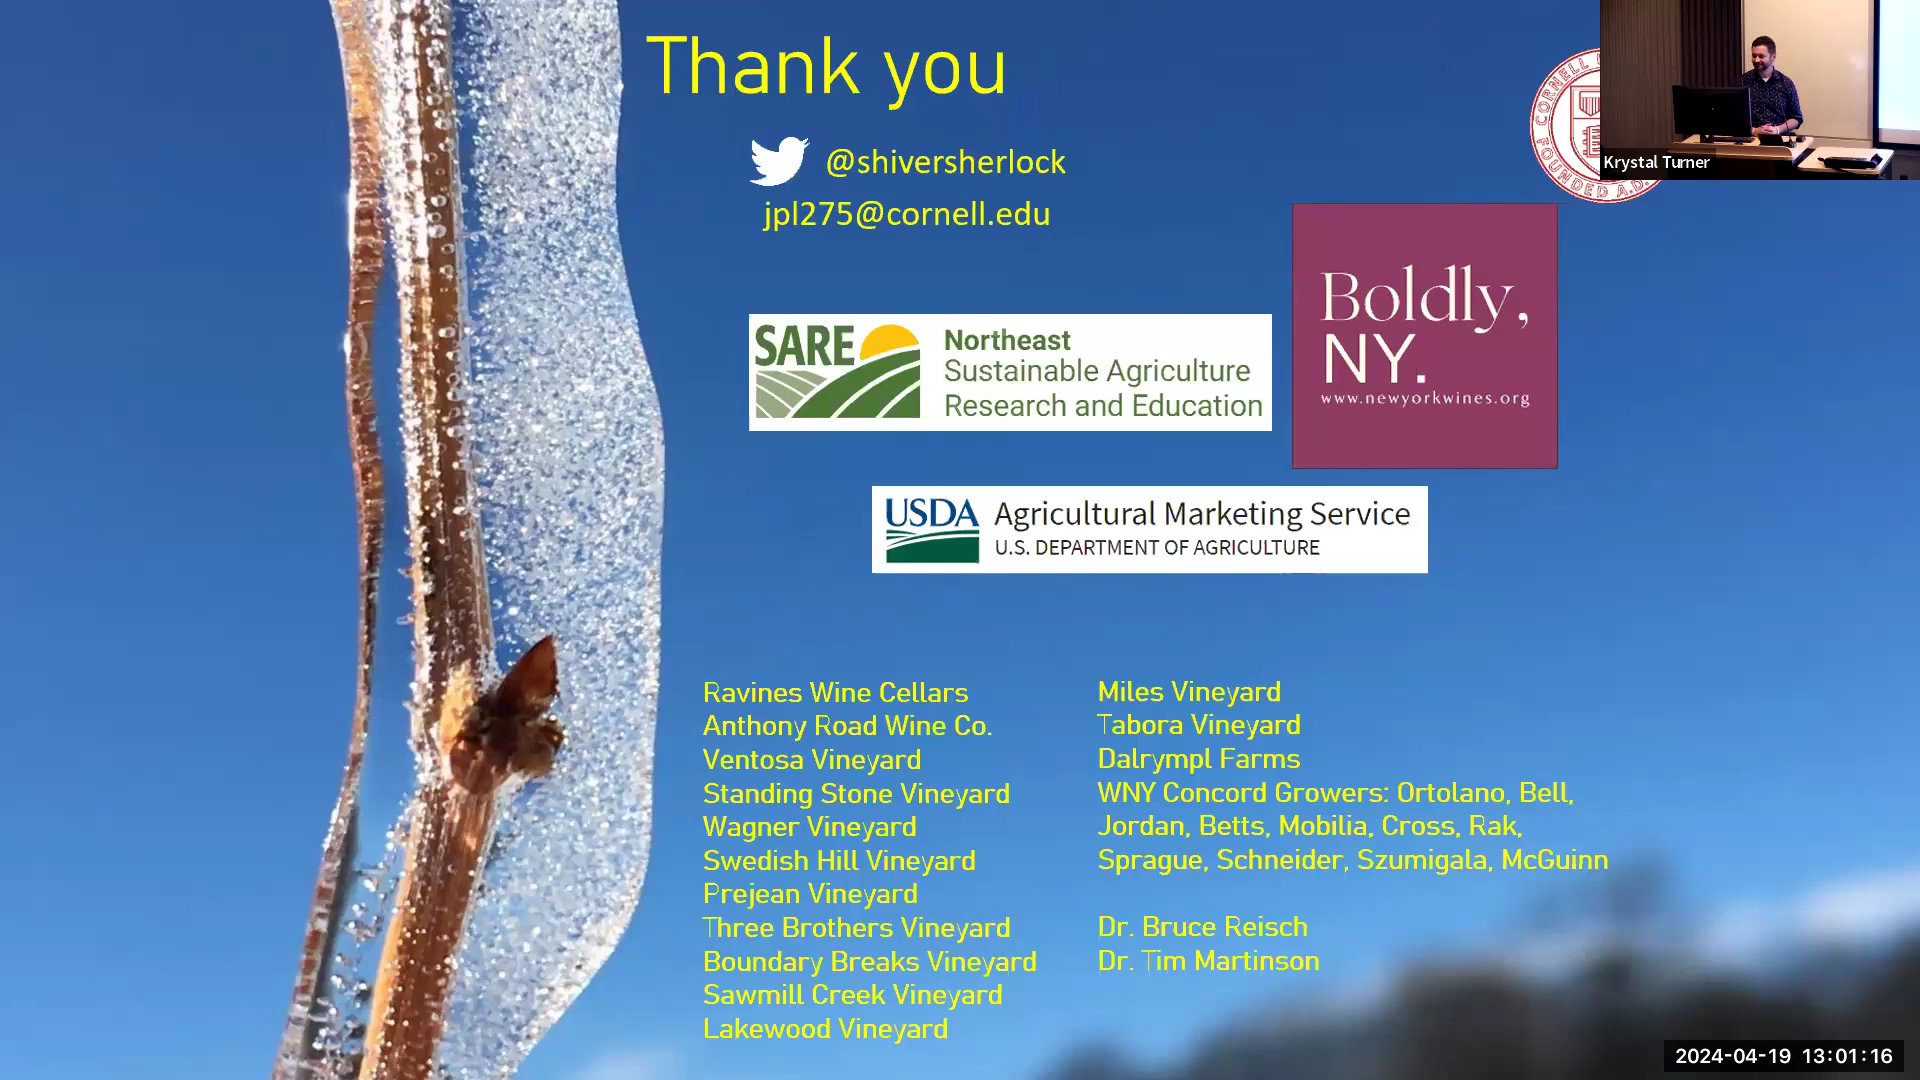 Thank you
@shiversherlock
jpl275@cornell.edu
CORNELL
FOUNDED A.D.
Krystal Turner
Boldly,
NY.
www.newyorkwines.org
SARE
Northeast
Sustainable Agriculture
Research and Education
USDA
Agricultural Marketing Service
U.S. DEPARTMENT OF AGRICULTURE
Ravines Wine Cellars
Anthony Road Wine Co.
Ventosa Vineyard
Standing Stone Vineyard
Wagner Vineyard
Swedish Hill Vineyard
Prejean Vineyard
Three Brothers Vineyard
Boundary Breaks Vineyard
Sawmill Creek Vineyard
Lakewood Vineyard
Miles Vineyard
Tabora Vineyard
Dalrympl Farms
WNY Concord Growers: Ortolano, Bell,
Jordan, Betts, Mobilia, Cross, Rak,
Sprague, Schneider, Szumigala, McGuinn
Dr. Bruce Reisch
Dr. Tim Martinson
2024-04-19 13:01:16